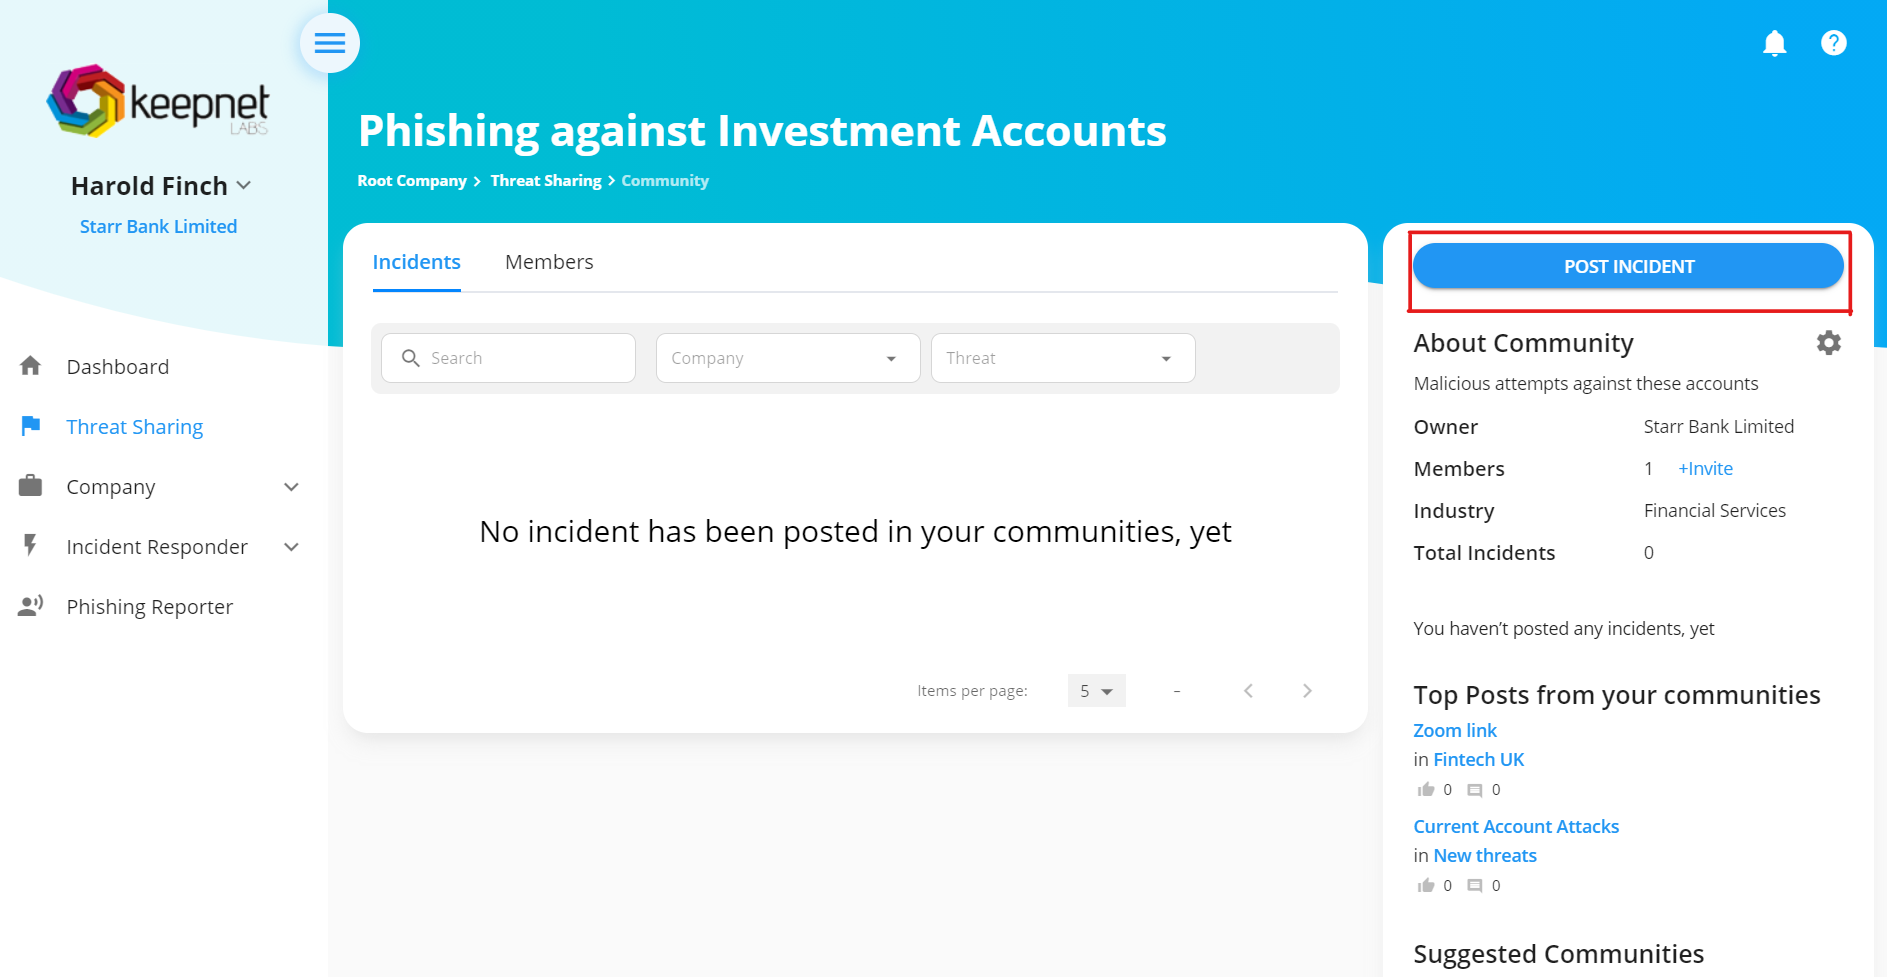 keepnet
LABS
Harold Finch
Starr Bank Limited
Dashboard
Threat Sharing
Company
Incident Responder
Phishing Reporter
Phishing against Investment Accounts
Root Company > Threat Sharing > Community
Incidents Members
Search Company Threat
No incident has been posted in your communities, yet
Items per page: 5 –
POST INCIDENT
About Community
Malicious attempts against these accounts
Owner Starr Bank Limited
Members 1 +Invite
Industry Financial Services
Total Incidents 0
You haven’t posted any incidents, yet
Top Posts from your communities
Zoom link
in Fintech UK
0 0
Current Account Attacks
in New threats
0 0
Suggested Communities